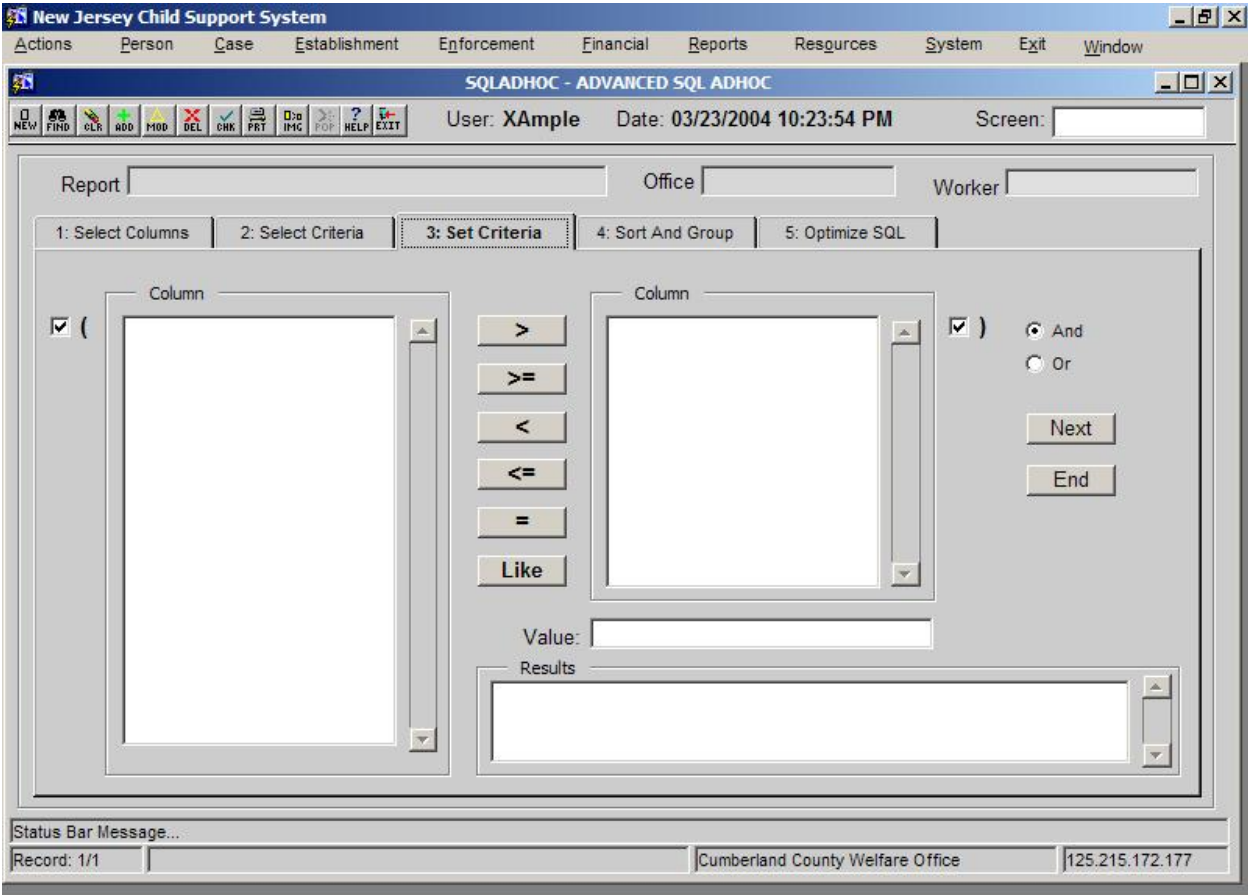 New Jersey Child Support System
Actions Person Case Establishment Enforcement Financial Reports Resources System Exit Window
SQLADHOC - ADVANCED SQL ADHOC
NEW FIND CLR ADD MOD DEL CHK PRT IMG POP HELP EXIT User: XAmple Date: 03/23/2004 10:23:54 PM Screen:
Report Office Worker
1: Select Columns 2: Select Criteria 3: Set Criteria 4: Sort And Group 5: Optimize SQL
Column Column
( > ) And
>= Or
< Next
<= End
=
Like
Value:
Results
Status Bar Message...
Record: 1/1 Cumberland County Welfare Office 125.215.172.177